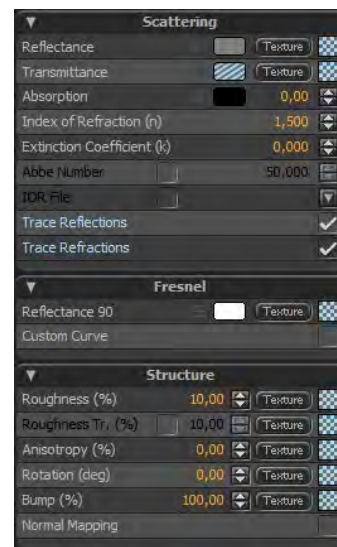 Scattering
Reflectance Texture
Transmittance Texture
Absorption 0,00
Index of Refraction (n) 1,500
Extinction Coefficient (k) 0,000
Abbe Number 50,000
IOR File
Trace Reflections
Trace Refractions
Fresnel
Reflectance 90 Texture
Custom Curve
Structure
Roughness (%) 10,00 Texture
Roughness Tr. (%) 10,00 Texture
Anisotropy (%) 0,00 Texture
Rotation (deg) 0,00 Texture
Bump (%) 100,00 Texture
Normal Mapping